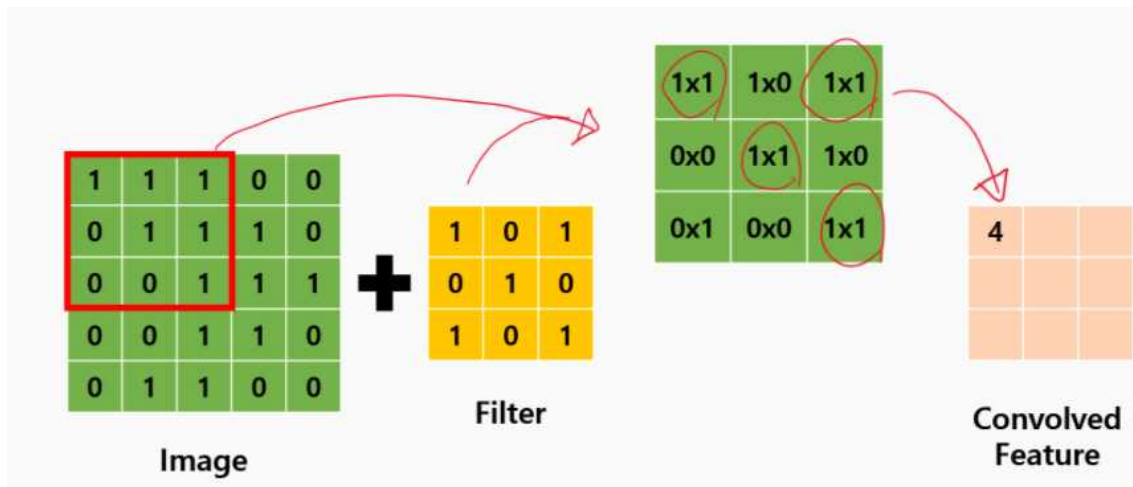 1 1 1 0 0
0 1 1 1 0
0 0 1 1 1
0 0 1 1 0
0 1 1 0 0
Image
+
1 0 1
0 1 0
1 0 1
Filter
1x1 1x0 1x1
0x0 1x1 1x0
0x1 0x0 1x1
4
Convolved
Feature